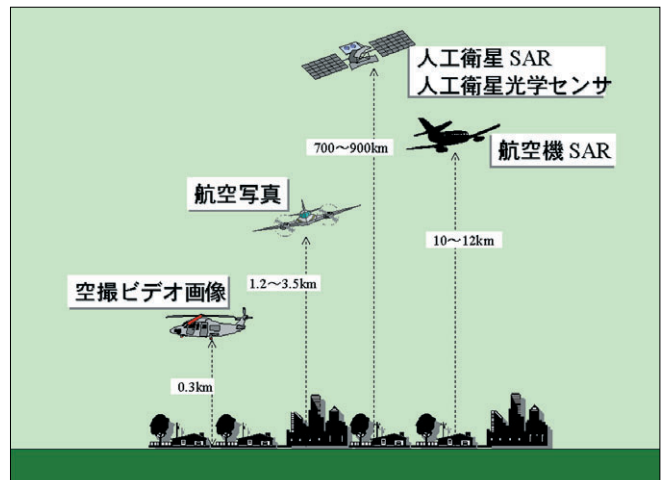 人工衛星 SAR
人工衛星光学センサ
700〜900km
航空機 SAR
航空写真
10〜12km
1.2〜3.5km
空撮ビデオ画像
0.3km